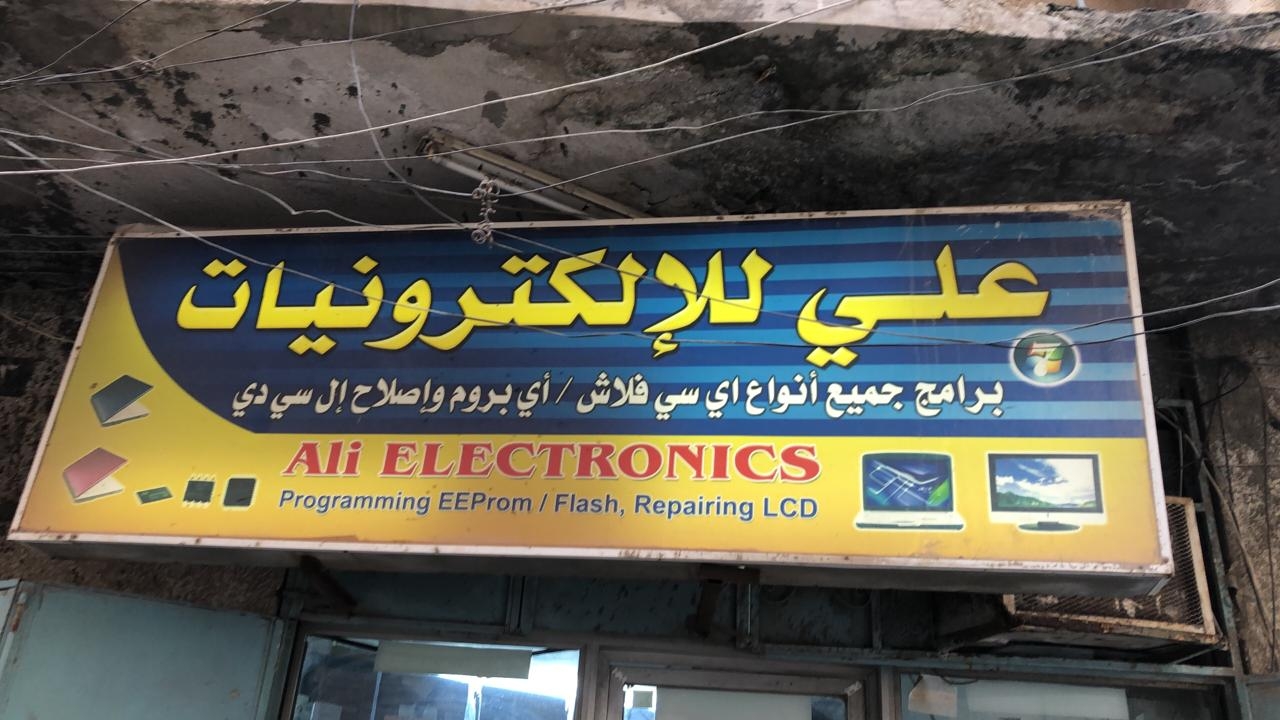 علي للإلكترونيات
برامج جميع أنواع اي سي فلاش / أي بروم وإصلاح إل سي دي
Ali ELECTRONICS
Programming EEProm / Flash, Repairing LCD